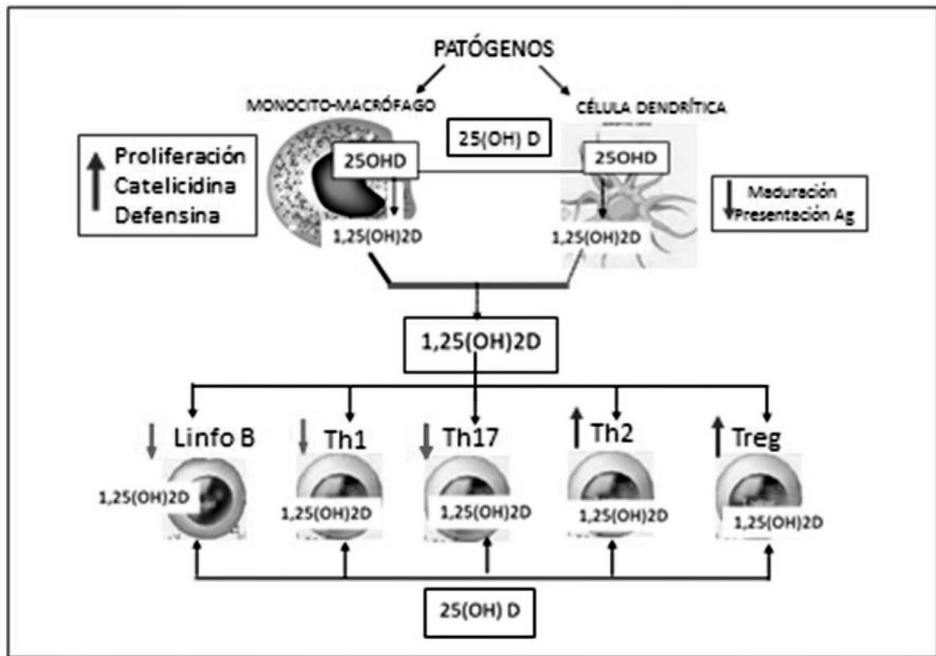 PATÓGENOS
MONOCITO-MACRÓFAGO
CÉLULA DENDRÍTICA
25(OH) D
25OHD
25OHD
Proliferación
Catelicidina
Defensina
Maduración
Presentación Ag
1,25(OH)2D
1,25(OH)2D
1,25(OH)2D
Linfo B
Th1
Th17
Th2
Treg
1,25(OH)2D
1,25(OH)2D
1,25(OH)2D
1,25(OH)2D
1,25(OH)2D
25(OH) D